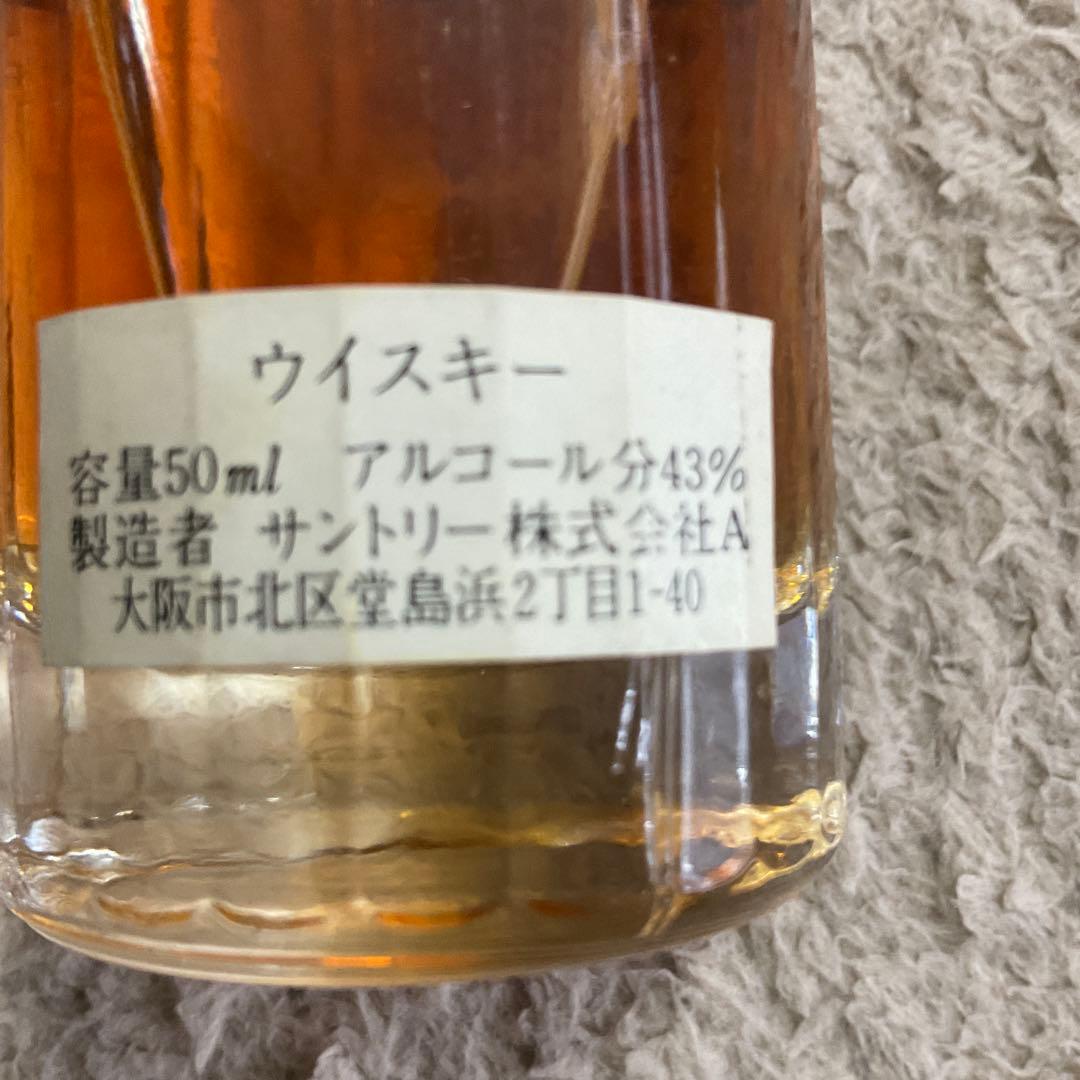 ウイスキー
容量50ml アルコール分43%
製造者 サントリー株式会社A
大阪市北区堂島浜2丁目1-40